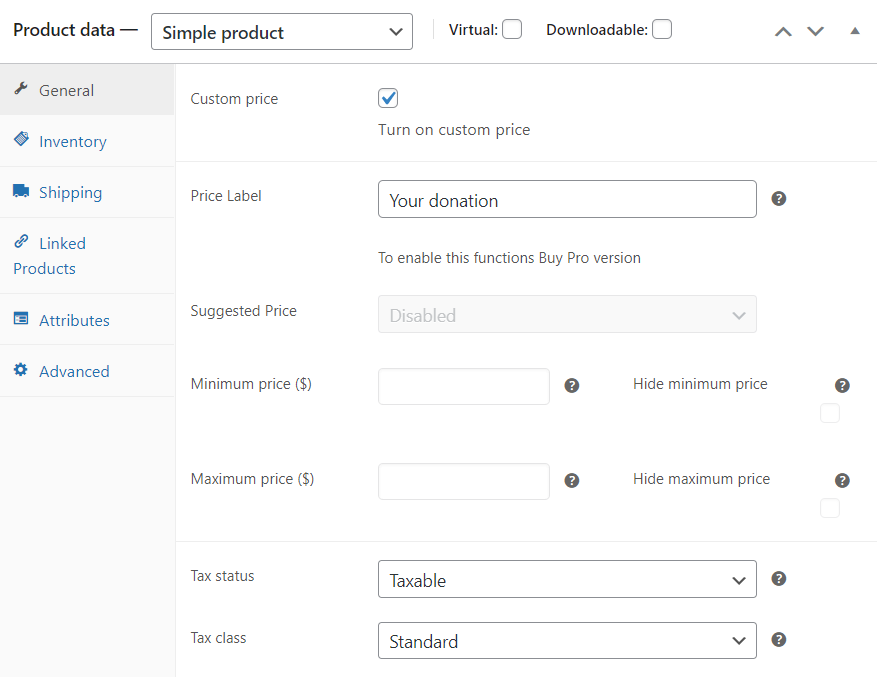 Product data — Simple product Virtual: Downloadable:
General
Inventory
Shipping
Linked
Products
Attributes
Advanced
Custom price
Turn on custom price
Price Label Your donation ?
To enable this functions Buy Pro version
Suggested Price Disabled
Minimum price ($) ? Hide minimum price ?
Maximum price ($) ? Hide maximum price ?
Tax status Taxable ?
Tax class Standard ?